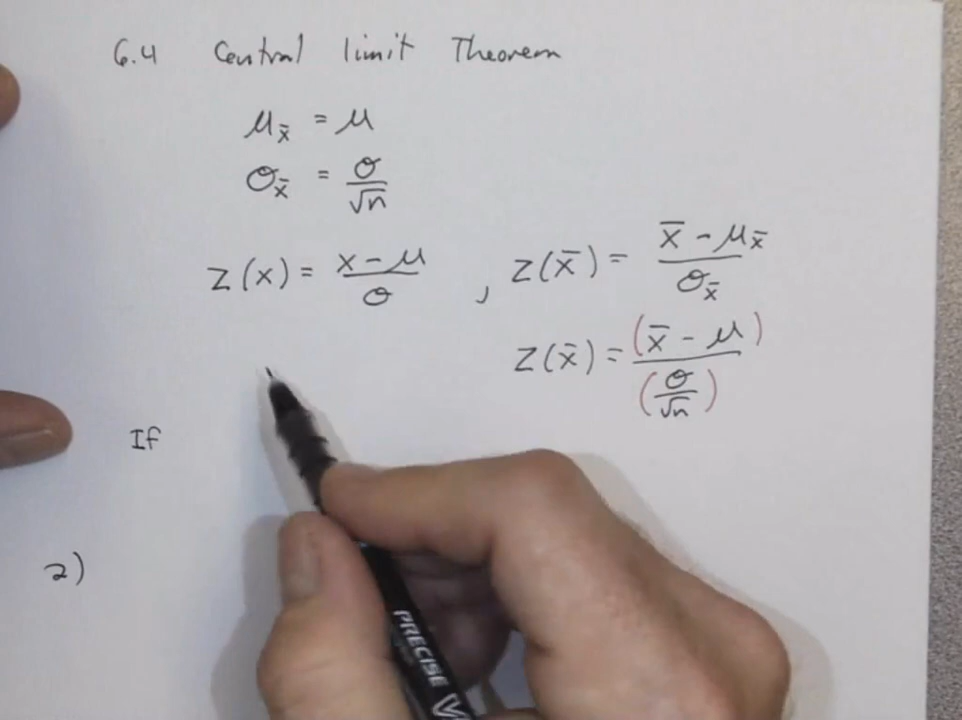 6.4 Central limit Theorem
μx̄ = μ
σx̄ = σ/√n
z(x) = x-μ/σ , z(x̄) = x̄-μx̄/σx̄
z(x̄) = (x̄-μ)/(σ/√n)
If
2)
PRECISE V